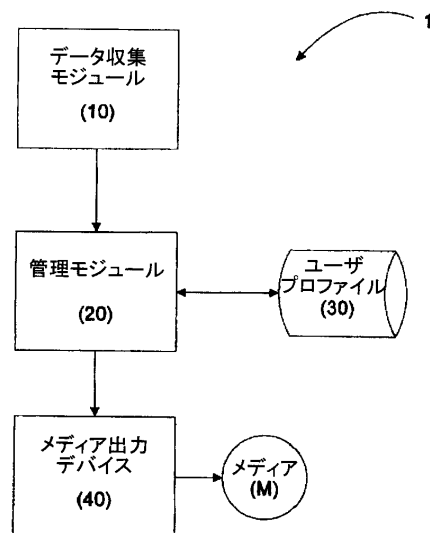 1
データ収集
モジュール
(10)
管理モジュール
(20)
ユーザ
プロファイル
(30)
メディア出力
デバイス
(40)
メディア
(M)